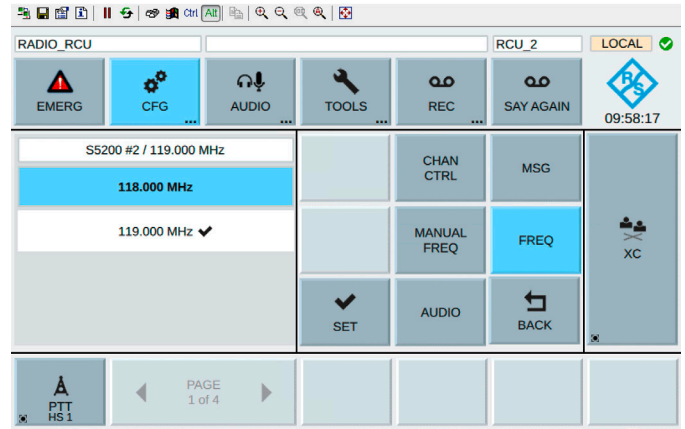 Ctrl Alt
RADIO_RCU
RCU_2
LOCAL
EMERG
CFG
...
AUDIO
...
TOOLS
...
REC
...
SAY AGAIN
R/S
09:58:17
S5200 #2 / 119.000 MHz
118.000 MHz
119.000 MHz
CHAN
CTRL
MSG
MANUAL
FREQ
FREQ
XC
SET
AUDIO
BACK
PTT
HS 1
PAGE
1 of 4